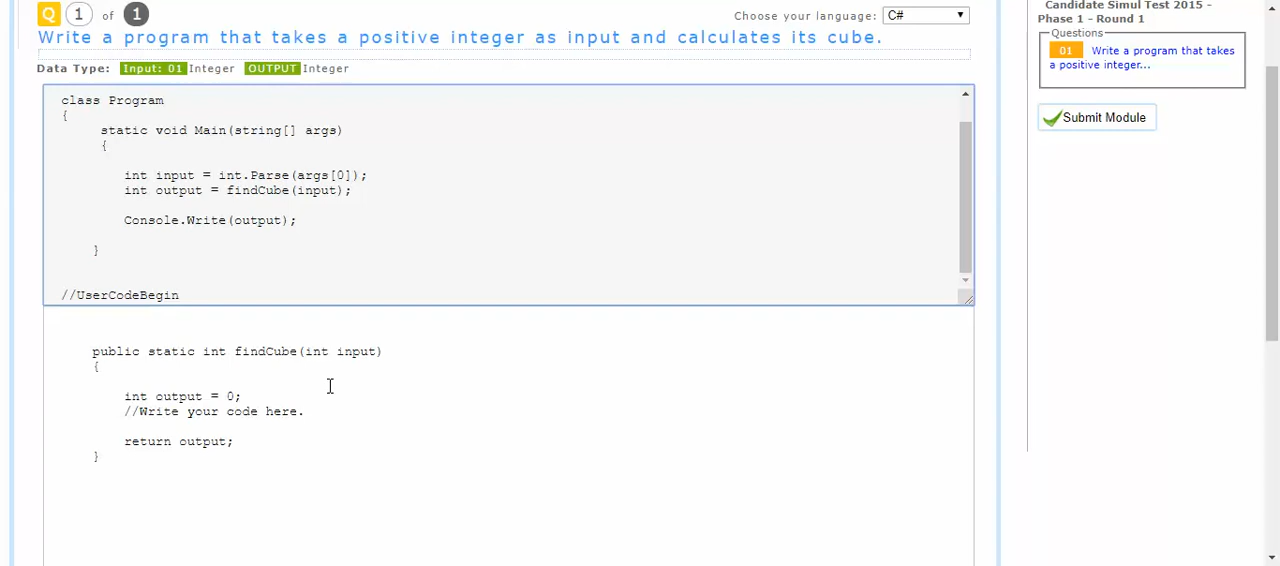 Q 1 of 1
Choose your language: C#
Write a program that takes a positive integer as input and calculates its cube.
Data Type: Input: 01 Integer OUTPUT Integer
class Program
{
static void Main(string[] args)
{
int input = int.Parse(args[0]);
int output = findCube(input);
Console.Write(output);
}
//UserCodeBegin
public static int findCube(int input)
{
int output = 0;
//Write your code here.
return output;
}
Candidate Simul Test 2015 -
Phase 1 - Round 1
Questions
01 Write a program that takes
a positive integer...
Submit Module